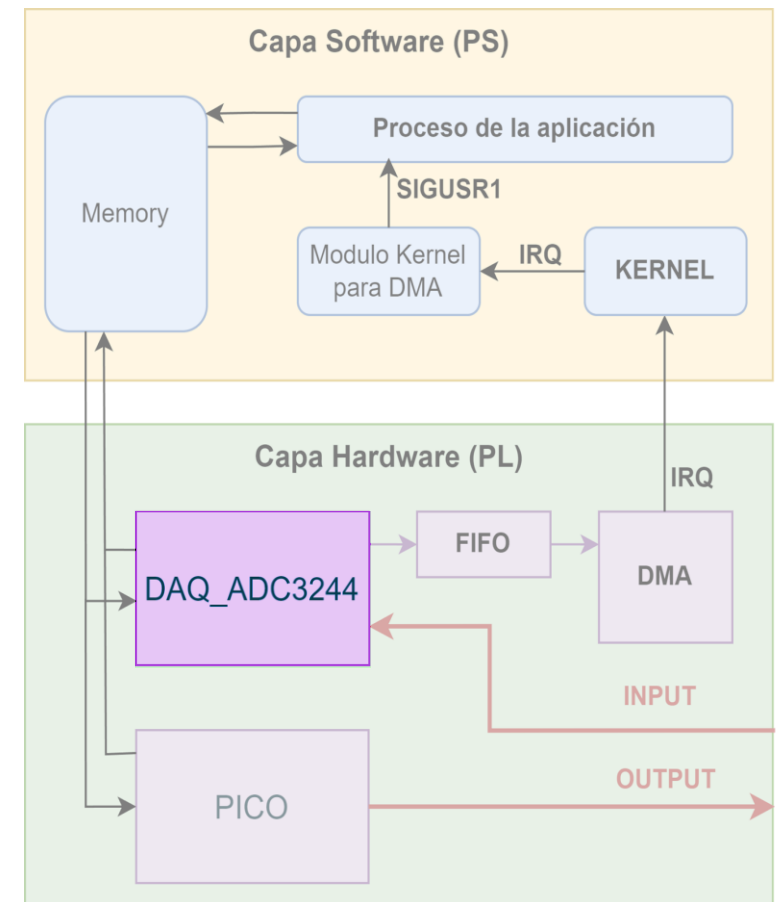 Capa Software (PS)
Proceso de la aplicación
Memory
SIGUSR1
Modulo Kernel
para DMA
IRQ
KERNEL
Capa Hardware (PL)
IRQ
DAQ_ADC3244
FIFO
DMA
INPUT
PICO
OUTPUT